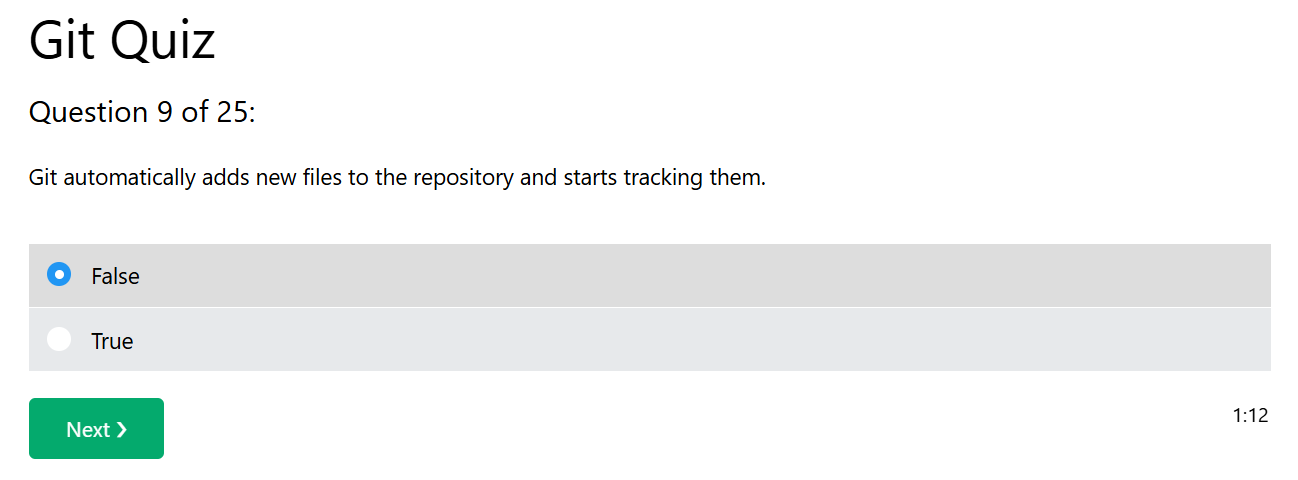 Git Quiz
Question 9 of 25:
Git automatically adds new files to the repository and starts tracking them.
False
True
Next ❯
1:12